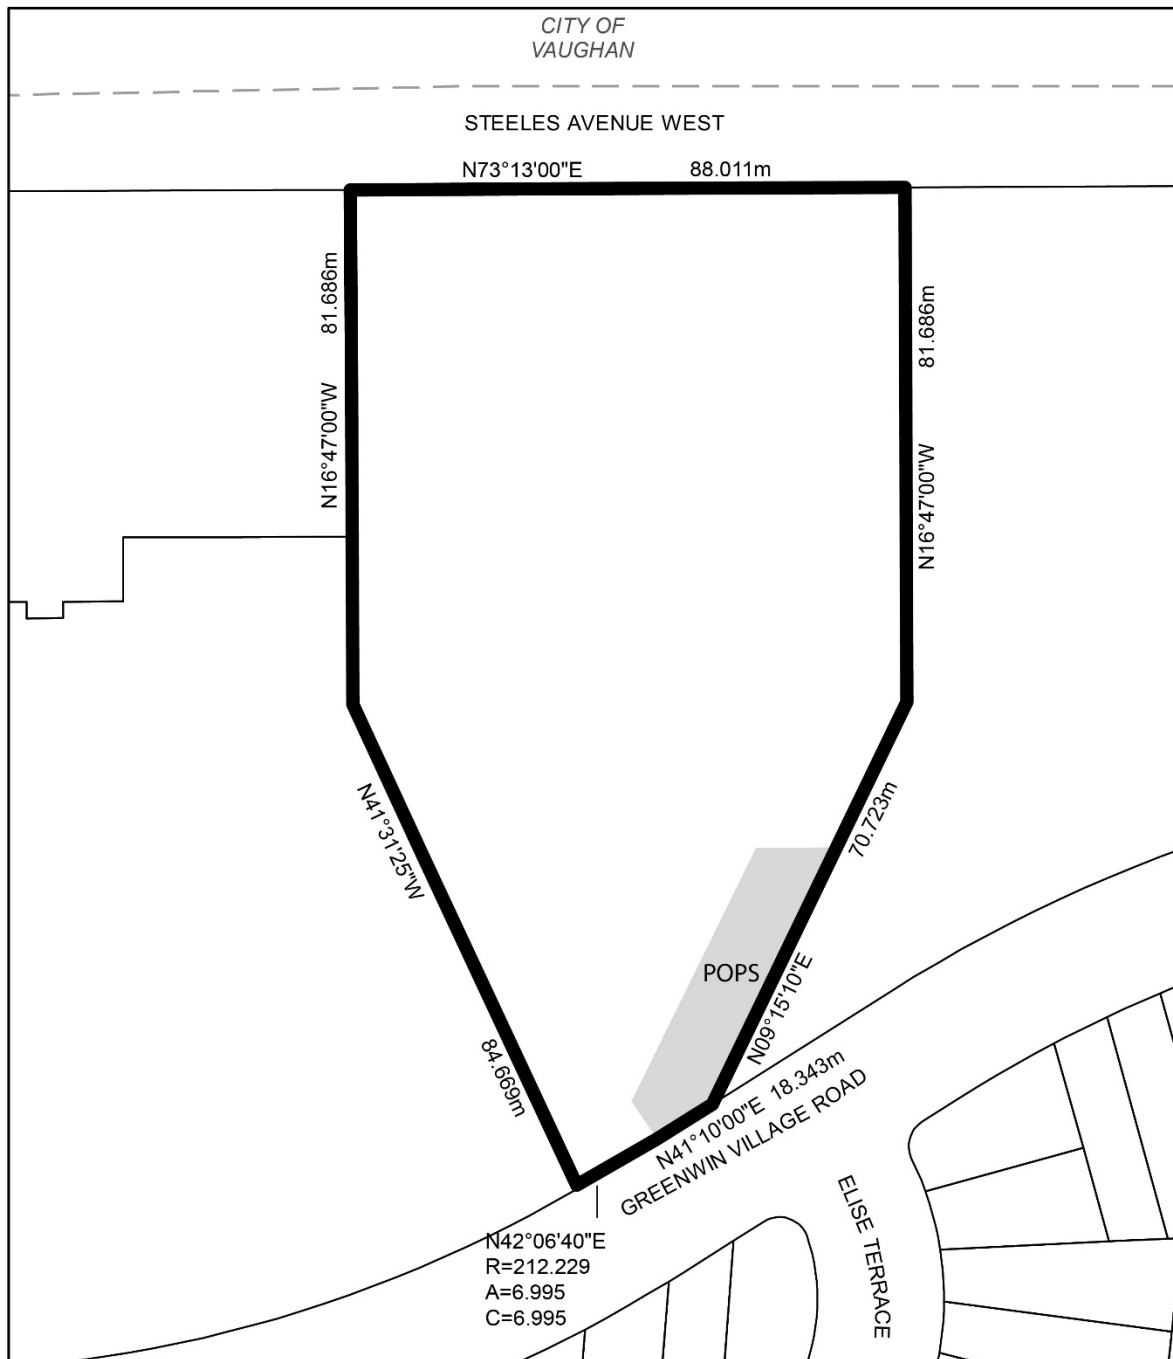 CITY OF
VAUGHAN
STEELES AVENUE WEST
N73°13'00"E 88.011m
81.686m
N16°47'00"W
81.686m
N16°47'00"W
N41°31'25"W
84.669m
70.723m
N09°15'10"E
POPS
N41°10'00"E 18.343m
GREENWIN VILLAGE ROAD
ELISE TERRACE
N42°06'40"E
R=212.229
A=6.995
C=6.995